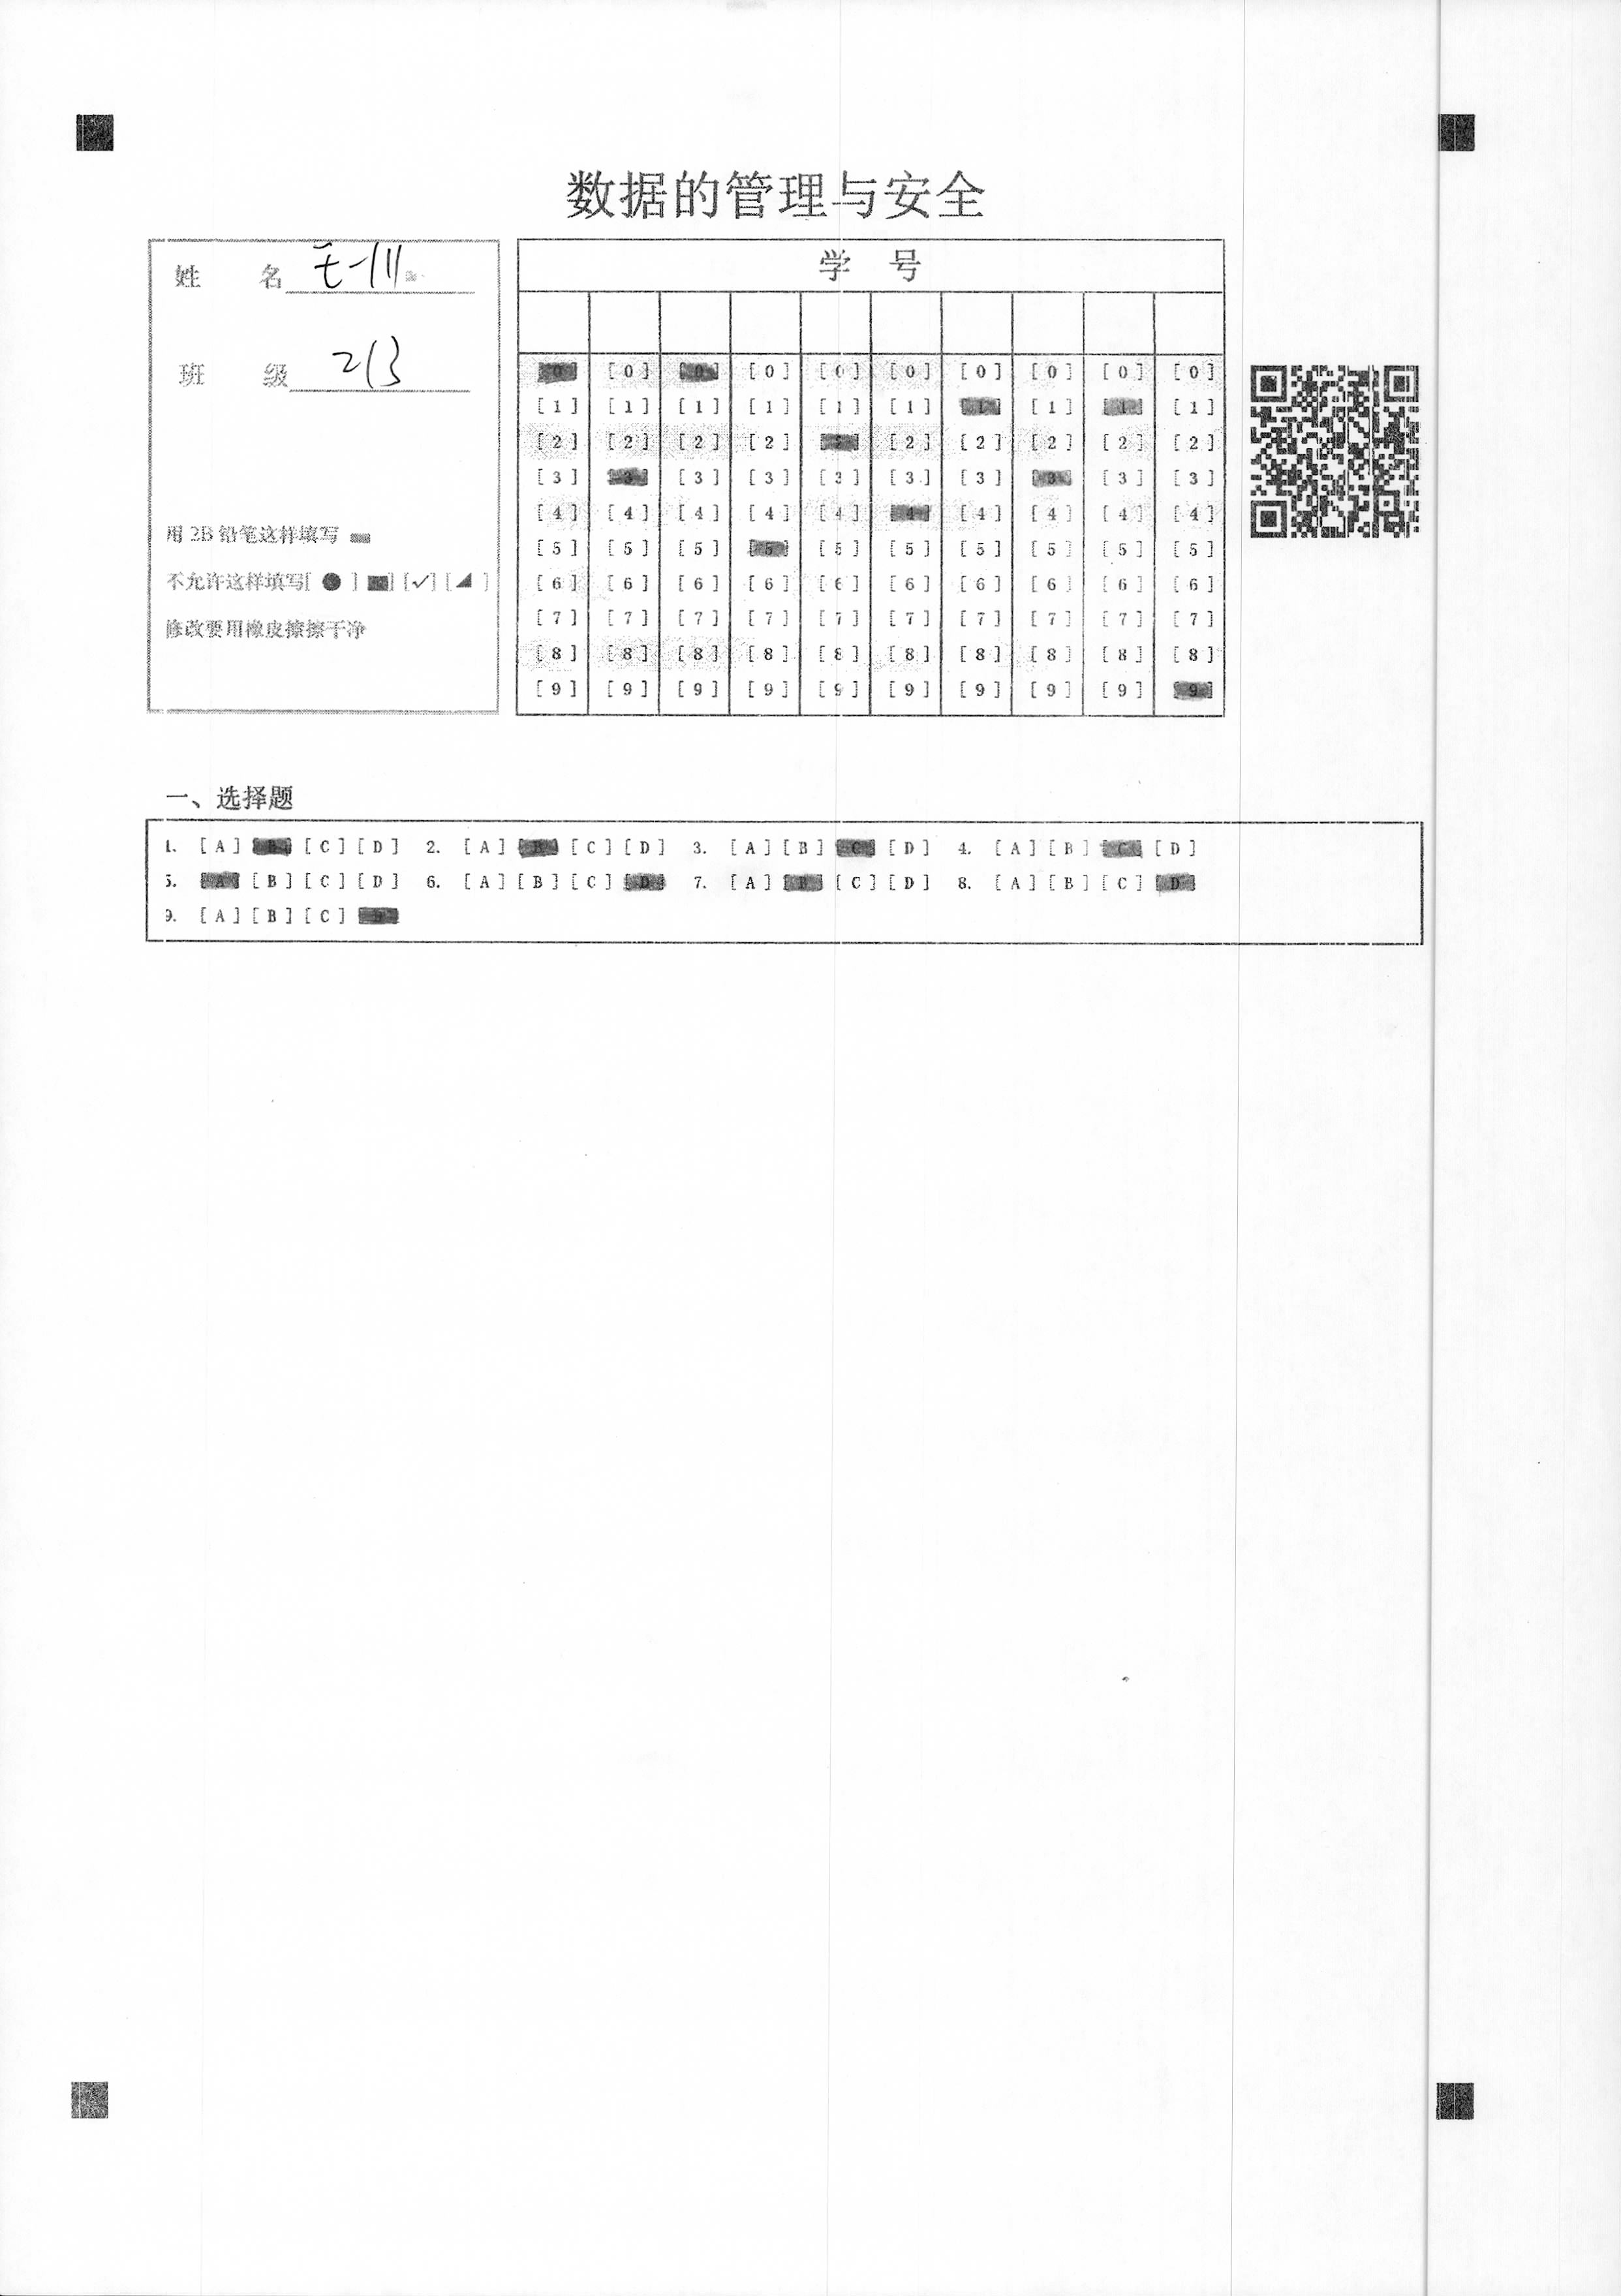 数据的管理与安全
姓 名
班 级 213
用 2B 铅笔这样填写
不允许这样填写[ ● ] [■] [✓] [◢ ]
修改要用橡皮擦擦干净
学 号
[0] [0] [0] [0] [0] [0] [0] [0] [0] [0]
[1] [1] [1] [1] [1] [1] [1] [1] [1] [1]
[2] [2] [2] [2] [2] [2] [2] [2] [2] [2]
[3] [3] [3] [3] [3] [3] [3] [3] [3] [3]
[4] [4] [4] [4] [4] [4] [4] [4] [4] [4]
[5] [5] [5] [5] [5] [5] [5] [5] [5] [5]
[6] [6] [6] [6] [6] [6] [6] [6] [6] [6]
[7] [7] [7] [7] [7] [7] [7] [7] [7] [7]
[8] [8] [8] [8] [8] [8] [8] [8] [8] [8]
[9] [9] [9] [9] [9] [9] [9] [9] [9] [9]
一、选择题
1. [A] [B] [C] [D] 2. [A] [B] [C] [D] 3. [A] [B] [C] [D] 4. [A] [B] [C] [D]
5. [A] [B] [C] [D] 6. [A] [B] [C] [D] 7. [A] [B] [C] [D] 8. [A] [B] [C] [D]
9. [A] [B] [C] [D]